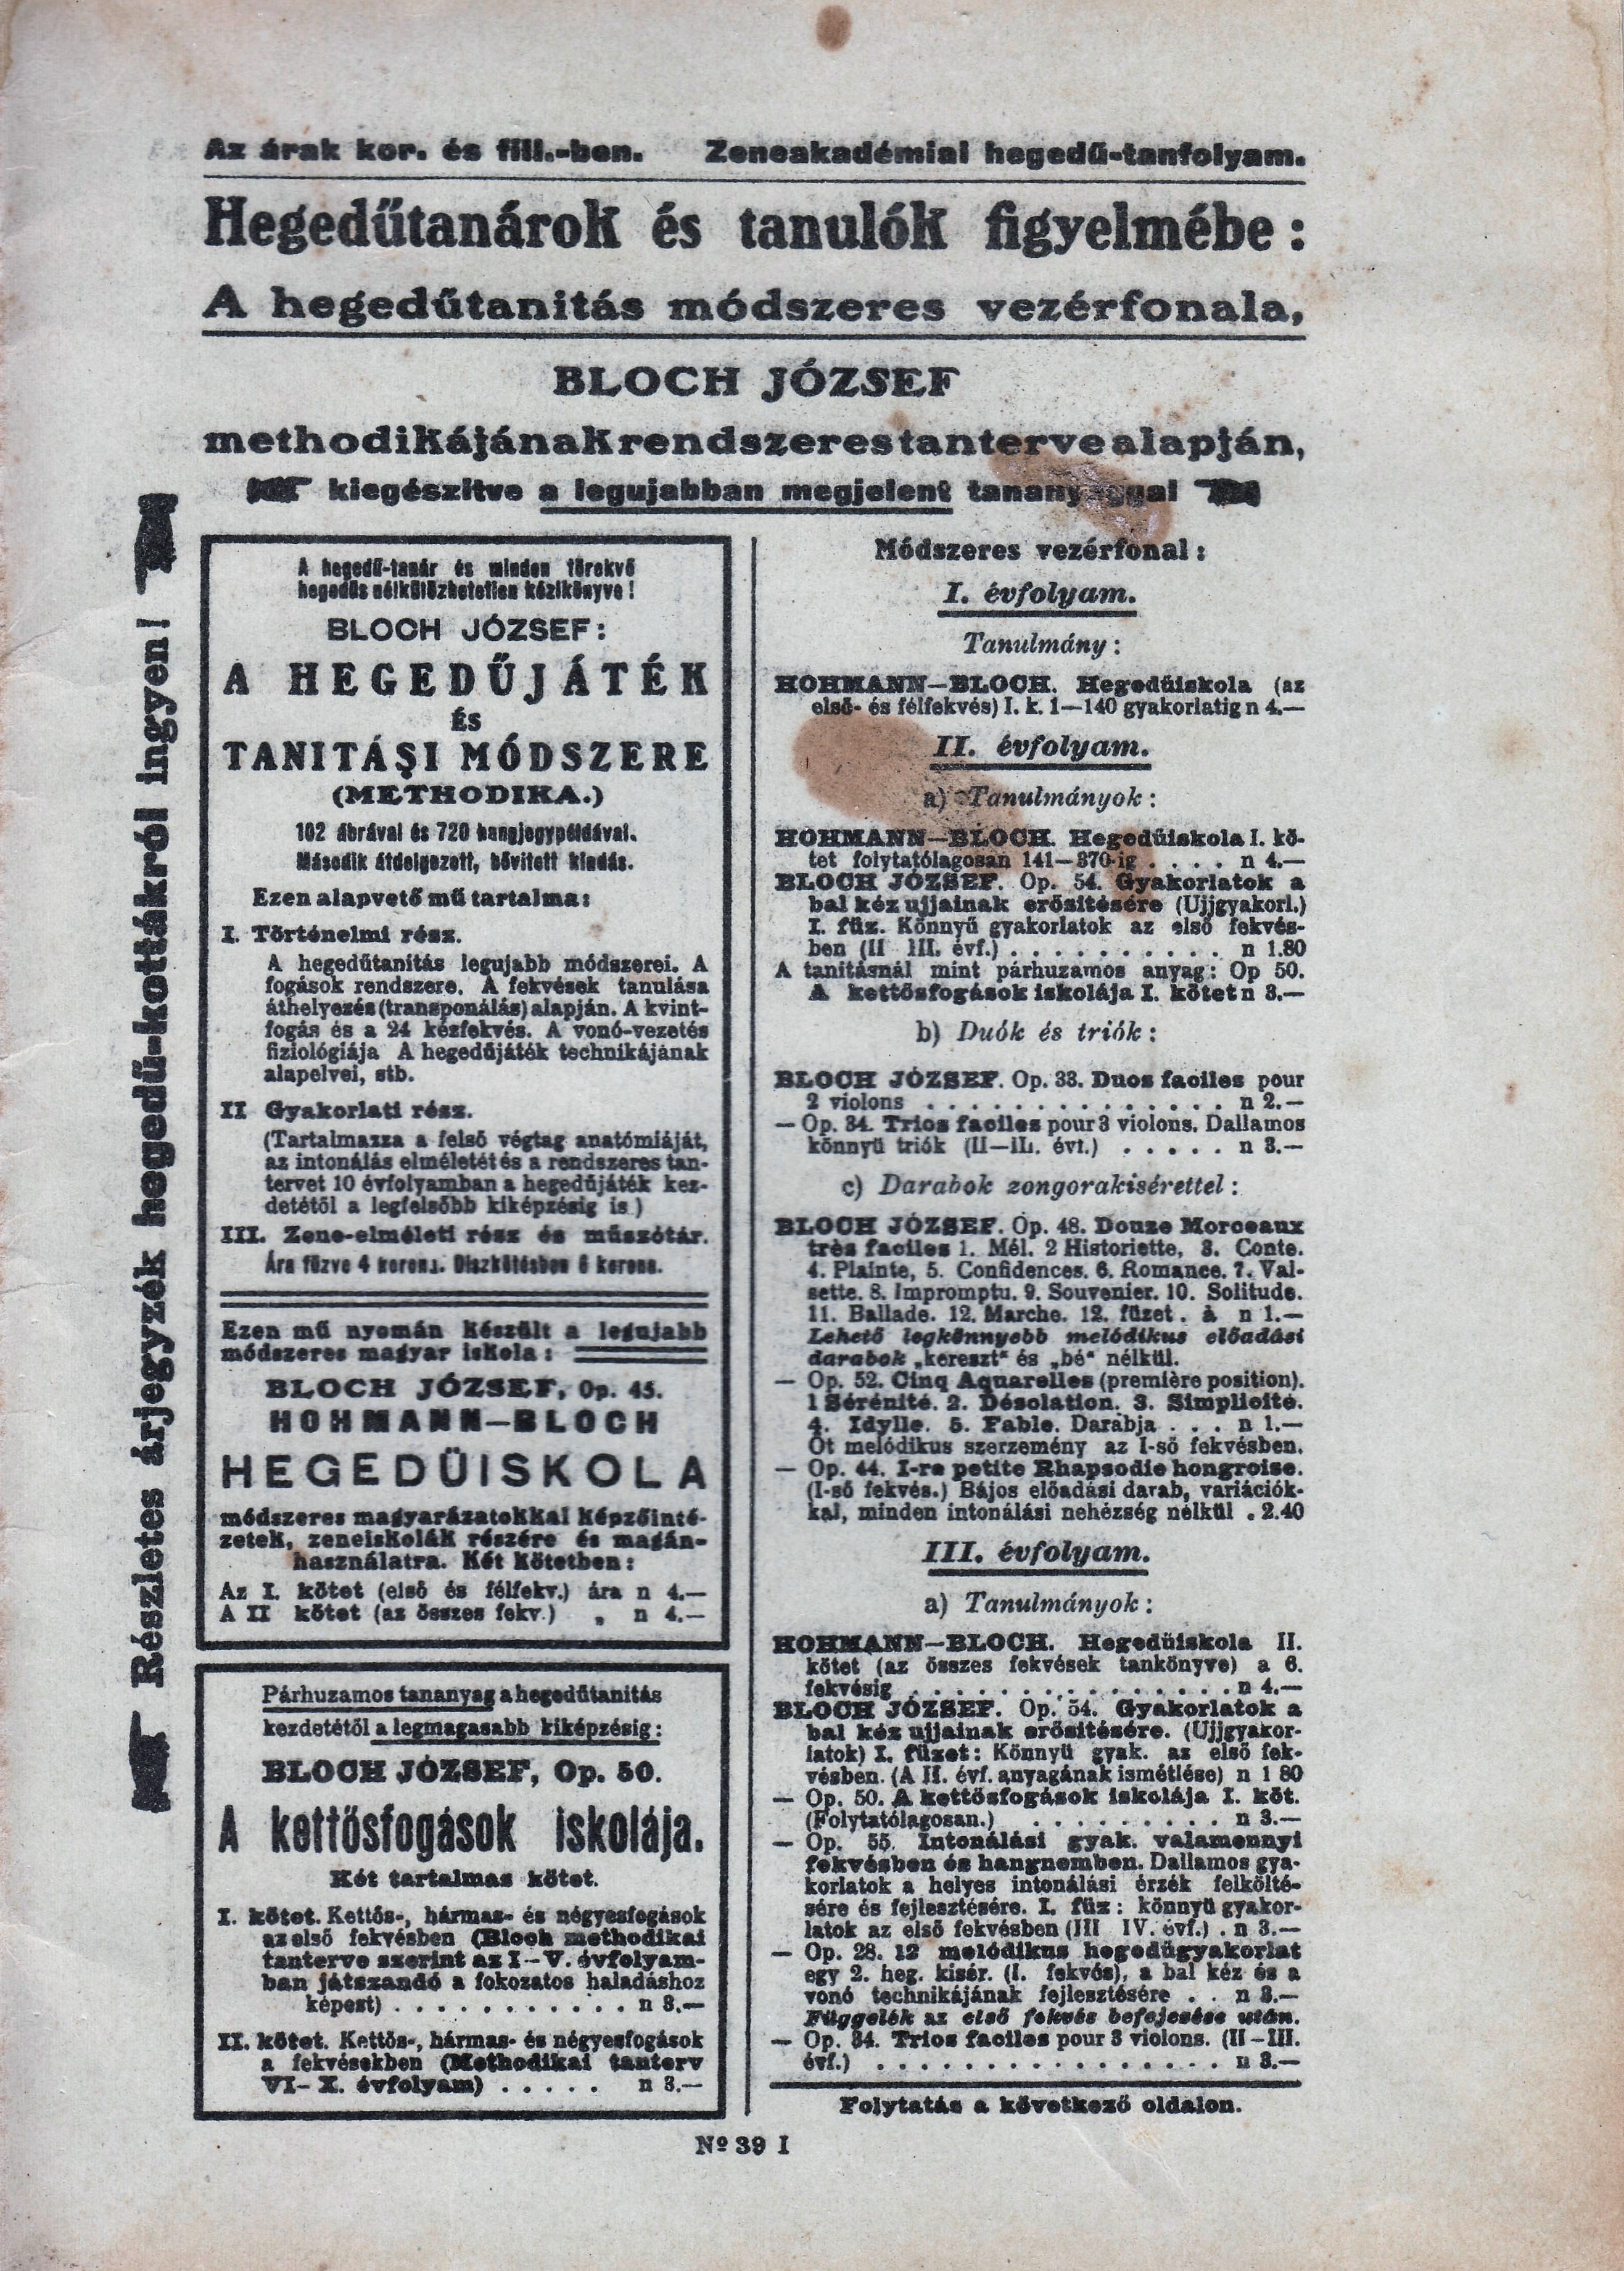 Az árak kor. és fill.-ben. Zeneakadémiai hegedű-tanfolyam.
Hegedűtanárok és tanulók figyelmébe:
A hegedűtanitás módszeres vezérfonala,
BLOCH JÓZSEF
methodikájának rendszeres tanterve alapján,
kiegészitve a legujabban megjelent tananyaggal
Részletes árjegyzék hegedű-kottákról ingyen!
A hegedű-tanár és minden törekvő
hegedűs nélkülözhetetlen kézikönyve!
BLOCH JÓZSEF:
A HEGEDŰJÁTÉK
ÉS
TANITÁSI MÓDSZERE
(METHODIKA.)
102 ábrával és 720 hangjegypéldával.
Második átdolgozott, bővitett kiadás.
Ezen alapvető mű tartalma:
I. Történelmi rész.
A hegedűtanitás legujabb módszerei. A
fogások rendszere. A fekvések tanulása
áthelyezés (transponálás) alapján. A kvint-
fogás és a 24 kézfekvés. A vonó-vezetés
fiziológiája A hegedűjáték technikájának
alapelvei, stb.
II Gyakorlati rész.
(Tartalmazza a felső végtag anatómiáját,
az intonálás elméletét és a rendszeres tan-
tervet 10 évfolyamban a hegedűjáték kez-
detétől a legfelsőbb kiképzésig is)
III. Zene-elméleti rész és műszótár.
Ára fűzve 4 korona. Diszkötésben 6 korona.
Ezen mű nyomán készült a legujabb
módszeres magyar iskola:
BLOCH JÓZSEF, Op. 45.
HOHMANN—BLOCH
HEGEDŰISKOLA
módszeres magyarázatokkal képzőinté-
zetek, zeneiskolák részére és magán-
használatra. Két kötetben:
Az I. kötet (első és félfekv.) ára n 4.—
A II kötet (az összes fekv.) „ n 4.—
Párhuzamos tananyag a hegedűtanitás
kezdetétől a legmagasabb kiképzésig:
BLOCH JÓZSEF, Op. 50.
A kettősfogások iskolája.
Két tartalmas kötet.
I. kötet. Kettős-, hármas- és négyesfogások
az első fekvésben (Bloch methodikai
tanterve szerint az I–V. évfolyam-
ban játszandó a fokozatos haladáshoz
képest) . . . . . . . . . . . . n 3.—
II. kötet. Kettős-, hármas- és négyesfogások
a fekvésekben (Methodikai tanterv
VI–X. évfolyam) . . . . . n 3.—
Módszeres vezérfonal:
I. évfolyam.
Tanulmány:
HOHMANN—BLOCH. Hegedűiskola (az
első- és félfekvés) I. k. 1—140 gyakorlatig n 4.—
II. évfolyam.
a) Tanulmányok:
HOHMANN—BLOCH. Hegedűiskola I. kö-
tet folytatólagosan 141—370-ig . . . . n 4.—
BLOCH JÓZSEF. Op. 54. Gyakorlatok a
bal kéz ujjainak erősitésére (Ujjgyakorl.)
I. füz. Könnyű gyakorlatok az első fekvés-
ben (II III. évf.) . . . . . . . . . . n 1.80
A tanitásnál mint párhuzamos anyag: Op 50.
A kettősfogások iskolája I. kötet n 3.—
b) Duók és triók:
BLOCH JÓZSEF. Op. 33. Duos faciles pour
2 violons . . . . . . . . . . . . . . . n 2.—
— Op. 34. Trios faciles pour 3 violons. Dallamos
könnyü triók (II—III. évf.) . . . . . n 3.—
c) Darabok zongorakisérettel:
BLOCH JÓZSEF. Op. 48. Douze Morceaux
très faciles 1. Mél. 2 Historiette, 3. Conte.
4. Plainte, 5. Confidences. 6. Romance. 7. Val-
sette. 8. Impromptu. 9. Souvenier. 10. Solitude.
11. Ballade. 12. Marche. 12. füzet. à n 1.—
Lehető legkönnyebb melódikus előadási
darabok „kereszt“ és „bé“ nélkül.
— Op. 52. Cinq Aquarelles (première position).
1 Sérénité. 2. Désolation. 3. Simplicité.
4. Idylle. 5. Fable. Darabja . . . n 1.—
Öt melódikus szerzemény az I-ső fekvésben.
— Op. 44. I-re petite Rhapsodie hongroise.
(I-ső fekvés.) Bájos előadási darab, variációk-
kal, minden intonálási nehézség nélkül . 2.40
III. évfolyam.
a) Tanulmányok:
HOHMANN—BLOCH. Hegedűiskola II.
kötet (az összes fekvések tankönyve) a 6.
fekvésig . . . . . . . . . . . . . . . . n 4.—
BLOCH JÓZSEF. Op. 54. Gyakorlatok a
bal kéz ujjainak erősitésére. (Ujjgyakor-
latok) I. füzet: Könnyü gyak. az első fek-
vésben. (A II. évf. anyagának ismétlése) n 1 80
— Op. 50. A kettősfogások iskolája I. köt.
(Folytatólagosan.) . . . . . . . . . n 3.—
— Op. 55. Intonálási gyak. valamennyi
fekvésben és hangnemben. Dallamos gya-
korlatok a helyes intonálási érzék felkölté-
sére és fejlesztésére. I. füz: könnyü gyakor-
latok az első fekvésben (III IV. évf.) . n 3.—
— Op. 28. 12 melódikus hegedűgyakorlat
egy 2. heg. kisér. (I. fekvés), a bal kéz és a
vonó technikájának fejlesztésére . . n 3.—
Függelék az első fekvés befejezése után.
— Op. 34. Trios faciles pour 3 violons. (II–III.
évf.) . . . . . . . . . . . . . . . . . n 3.—
Folytatás a következő oldalon.
Nº 39 I